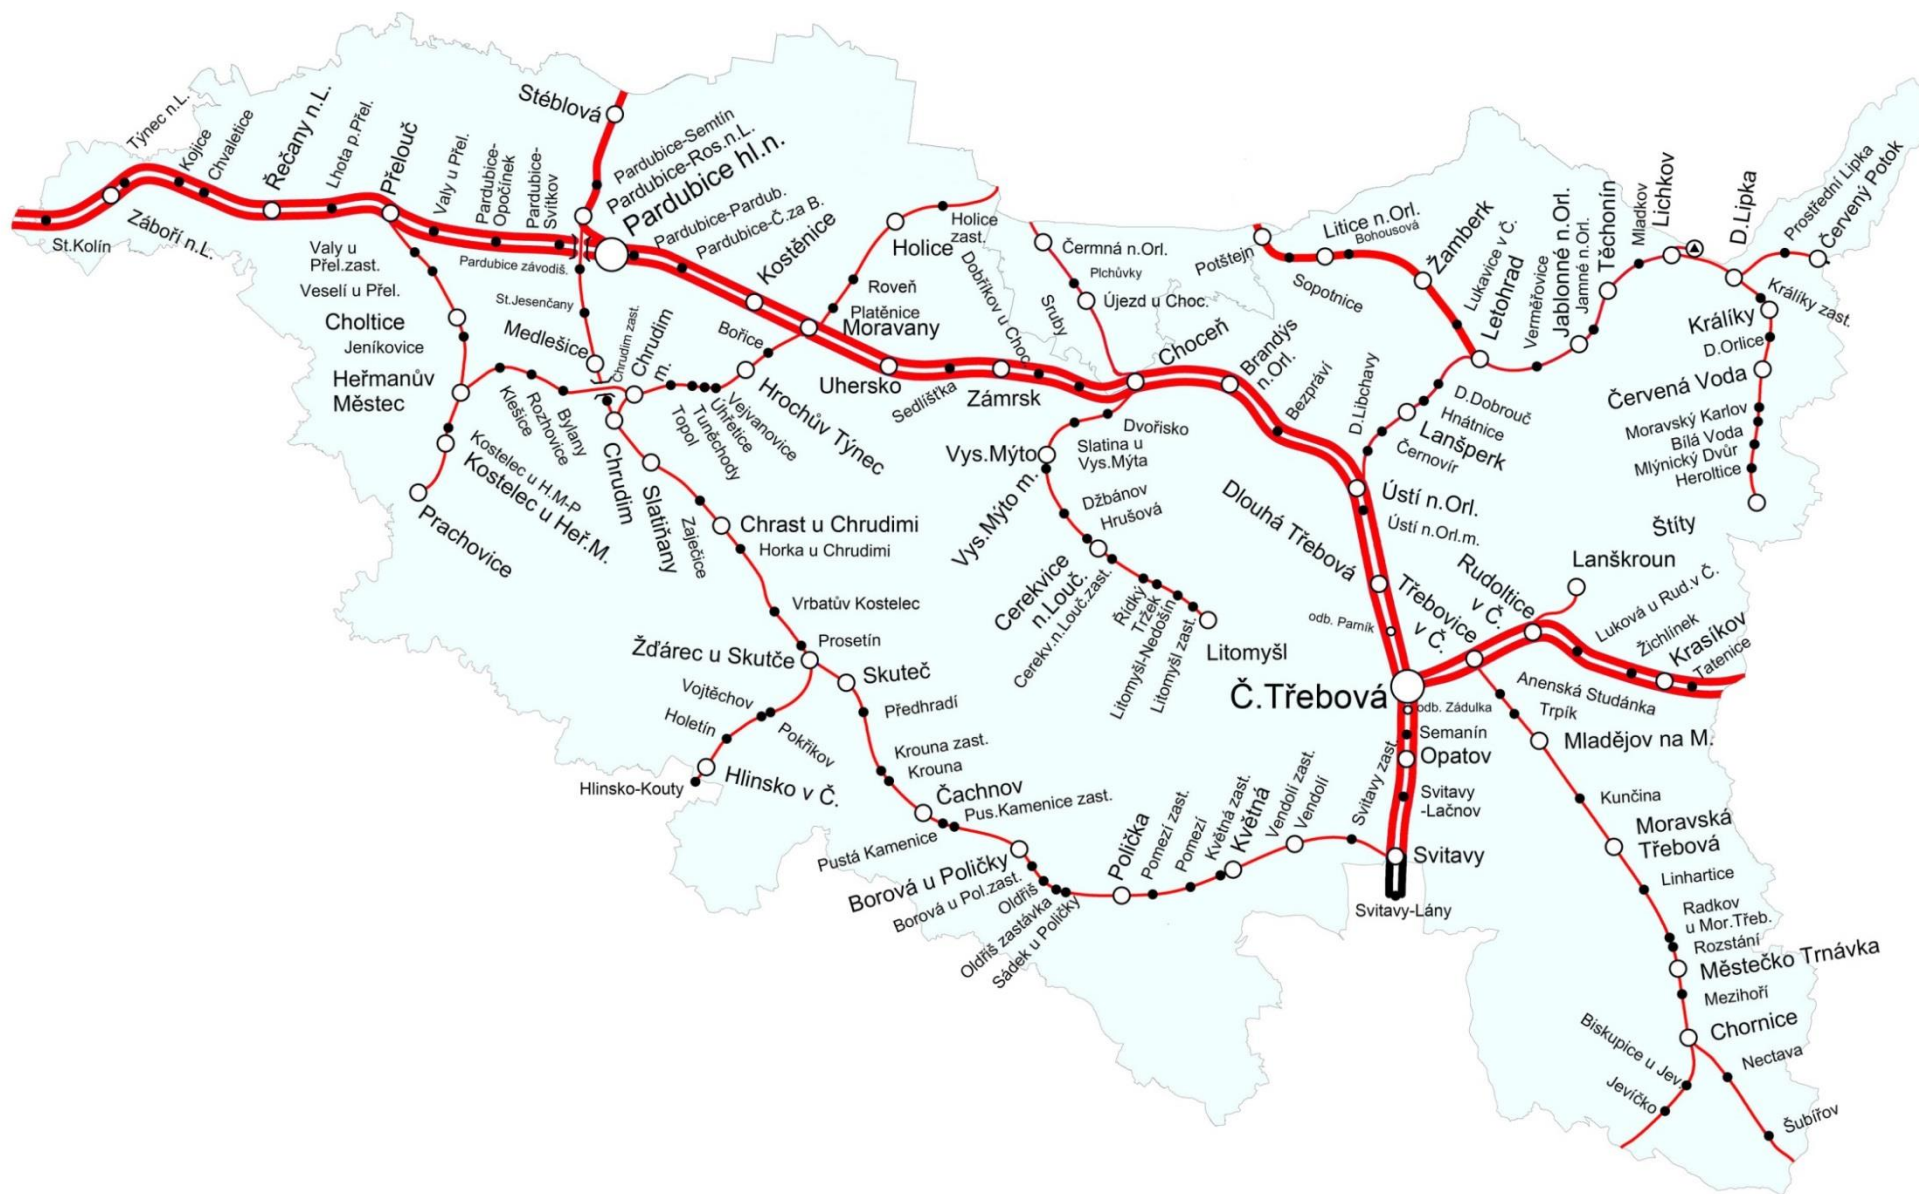 Týnec n.L.
Kojice
Chvaletice
Řečany n.L.
Lhota p.Přel.
Přelouč
Valy u Přel.
Pardubice-
Opočínek
Pardubice-
Svítkov
Stéblová
Pardubice-Semtín
Pardubice-Ros.n.L.
Pardubice hl.n.
Pardubice-Pardub.
Pardubice-Č.za B.
Kostěnice
St.Kolín
Záboří n.L.
Valy u
Přel.zast.
Veselí u Přel.
Choltice
Jeníkovice
Heřmanův
Městec
Pardubice závodiš.
St.Jesenčany
Medlešice
Chrudim zast.
Chrudim
m.
Bořice
Holice
Holice
zast.
Roveň
Platěnice
Moravany
Uhersko
Sedlíšťka
Zámrsk
Dobříkov u Choc.
Čermná n.Orl.
Plchůvky
Újezd u Choc.
Sruby
Choceň
Brandýs
n.Orl.
Bezpráví
Potštejn
Sopotnice
Litice n.Orl.
Bohousová
Žamberk
Lukavice v Č.
Letohrad
Verměřovice
Jablonné n.Orl.
Jamné n.Orl.
Těchonín
Mladkov
Lichkov
D.Lipka
Prostřední Lipka
Červený Potok
Králíky zast.
Králíky
D.Orlice
Červená Voda
Moravský Karlov
Bílá Voda
Mlýnický Dvůr
Heroltice
Štíty
D.Libchavy
D.Dobrouč
Hnátnice
Lanšperk
Černovír
Ústí n.Orl.
Ústí n.Orl.m.
Dlouhá Třebová
odb. Parník
Klešice
Rozhovice
Bylany
Kostelec u H.M-P
Kostelec u Heř.M.
Prachovice
Chrudim
Slatiňany
Zaječice
Topol
Tuněchody
Úhřetice
Vejvanovice
Hrochův Týnec
Chrast u Chrudimi
Horka u Chrudimi
Vrbatův Kostelec
Prosetín
Žďárec u Skutče
Skuteč
Předhradí
Vojtěchov
Holetín
Pokřikov
Hlinsko-Kouty
Hlinsko v Č.
Krouna zast.
Krouna
Čachnov
Pus.Kamenice zast.
Pustá Kamenice
Borová u Poličky
Borová u Pol.zast.
Oldřiš
Oldřiš zastávka
Sádek u Poličky
Polička
Pomezí zast.
Pomezí
Květná zast.
Květná
Vendolí zast.
Vendolí
Svitavy zast.
Dvořisko
Slatina u
Vys.Mýta
Vys.Mýto
Vys.Mýto m.
Džbánov
Hrušová
Cerekvice
n.Louč.
Cerekv.n.Louč.zast.
Řídký
Tržek
Litomyšl-Nedošín
Litomyšl zast.
Litomyšl
Č.Třebová
odb. Zádulka
Semanín
Opatov
Svitavy
-Lačnov
Svitavy
Svitavy-Lány
Třebovice
v Č.
Rudoltice
v Č.
Lanškroun
Luková u Rud.v Č.
Žichlínek
Krasíkov
Tatenice
Anenská Studánka
Trpík
Mladějov na M.
Kunčina
Moravská
Třebová
Linhartice
Radkov
u Mor.Třeb.
Rozstání
Městečko Trnávka
Mezihoří
Chornice
Biskupice u Jev.
Jevíčko
Nectava
Šubířov